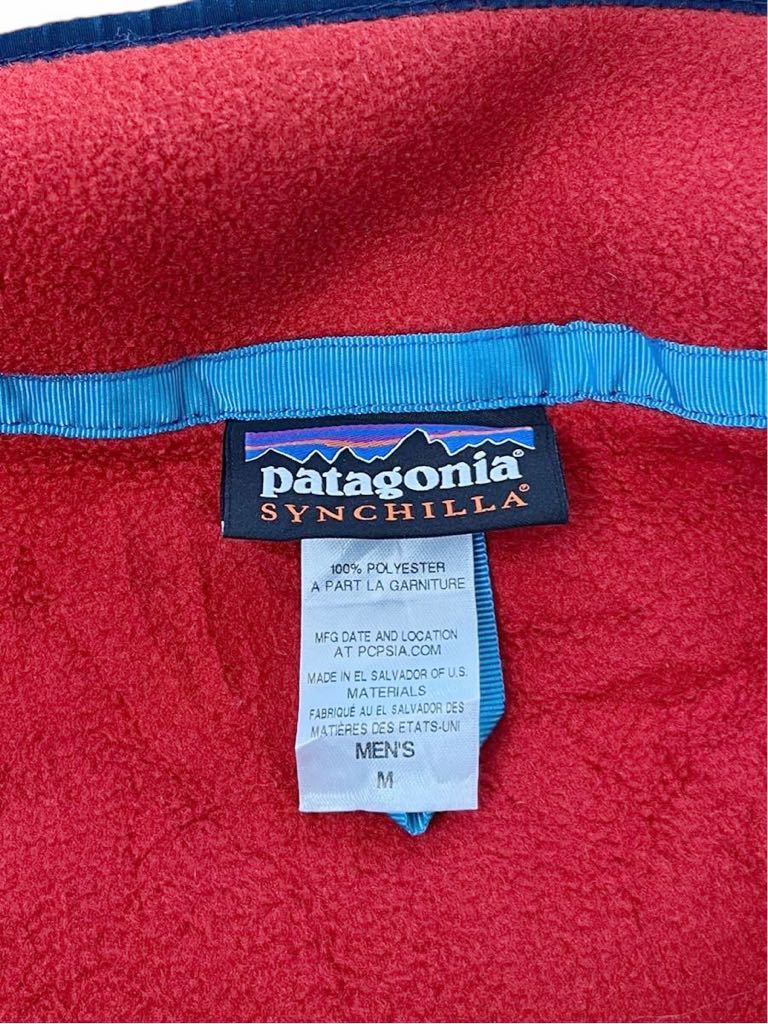 patagonia®
SYNCHILLA®
100% POLYESTER
A PART LA GARNITURE
MFG DATE AND LOCATION
AT PCPSIA.COM
MADE IN EL SALVADOR OF U.S.
MATERIALS
FABRIQUÉ AU EL SALVADOR DES
MATIÈRES DES ETATS-UNI
MEN'S
M